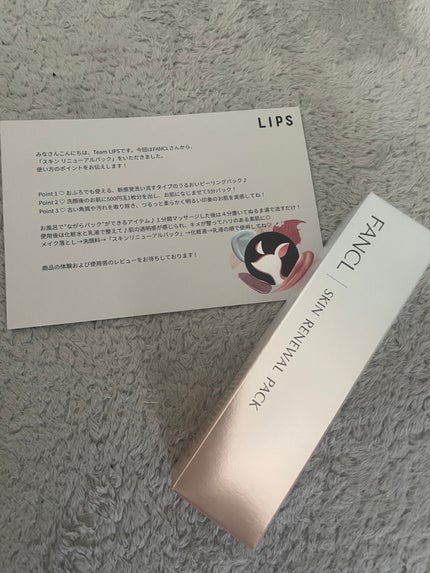 LIPS
みなさんこんにちは、Team LIPSです。今回はFANCLさんから、
「スキンリニューアルパック」をいただきました。
使い方のポイントをお伝えします!
Point 1♡ おふろでも使える、新感覚洗い流すタイプのうるおいピーリングパック♪
Point 2♡ 洗顔後のお肌に500円玉1枚分を出し、お肌になじませて5分パック!
Point 3♡ 古い角質や汚れを取り除き、つるっと柔らかく明るい印象のお肌を実感してね!
お風呂で"ながらパック"ができるアイテム♪ 1分間マッサージした後は4分置いてぬるま湯で流すだけ!
使用後は化粧水と乳液で整えて♪肌の透明感が感じられ、キメが整ってハリのある素肌に◎
メイク落とし→洗顔料→「スキンリニューアルパック」→化粧液→乳液の順で使用してね♡
商品の体験および使用感のレビューをお待ちしております!
FANCL | SKIN RENEWAL PACK